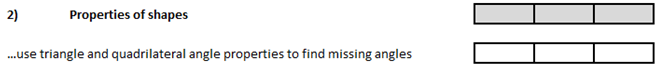 2) Properties of shapes
...use triangle and quadrilateral angle properties to find missing angles